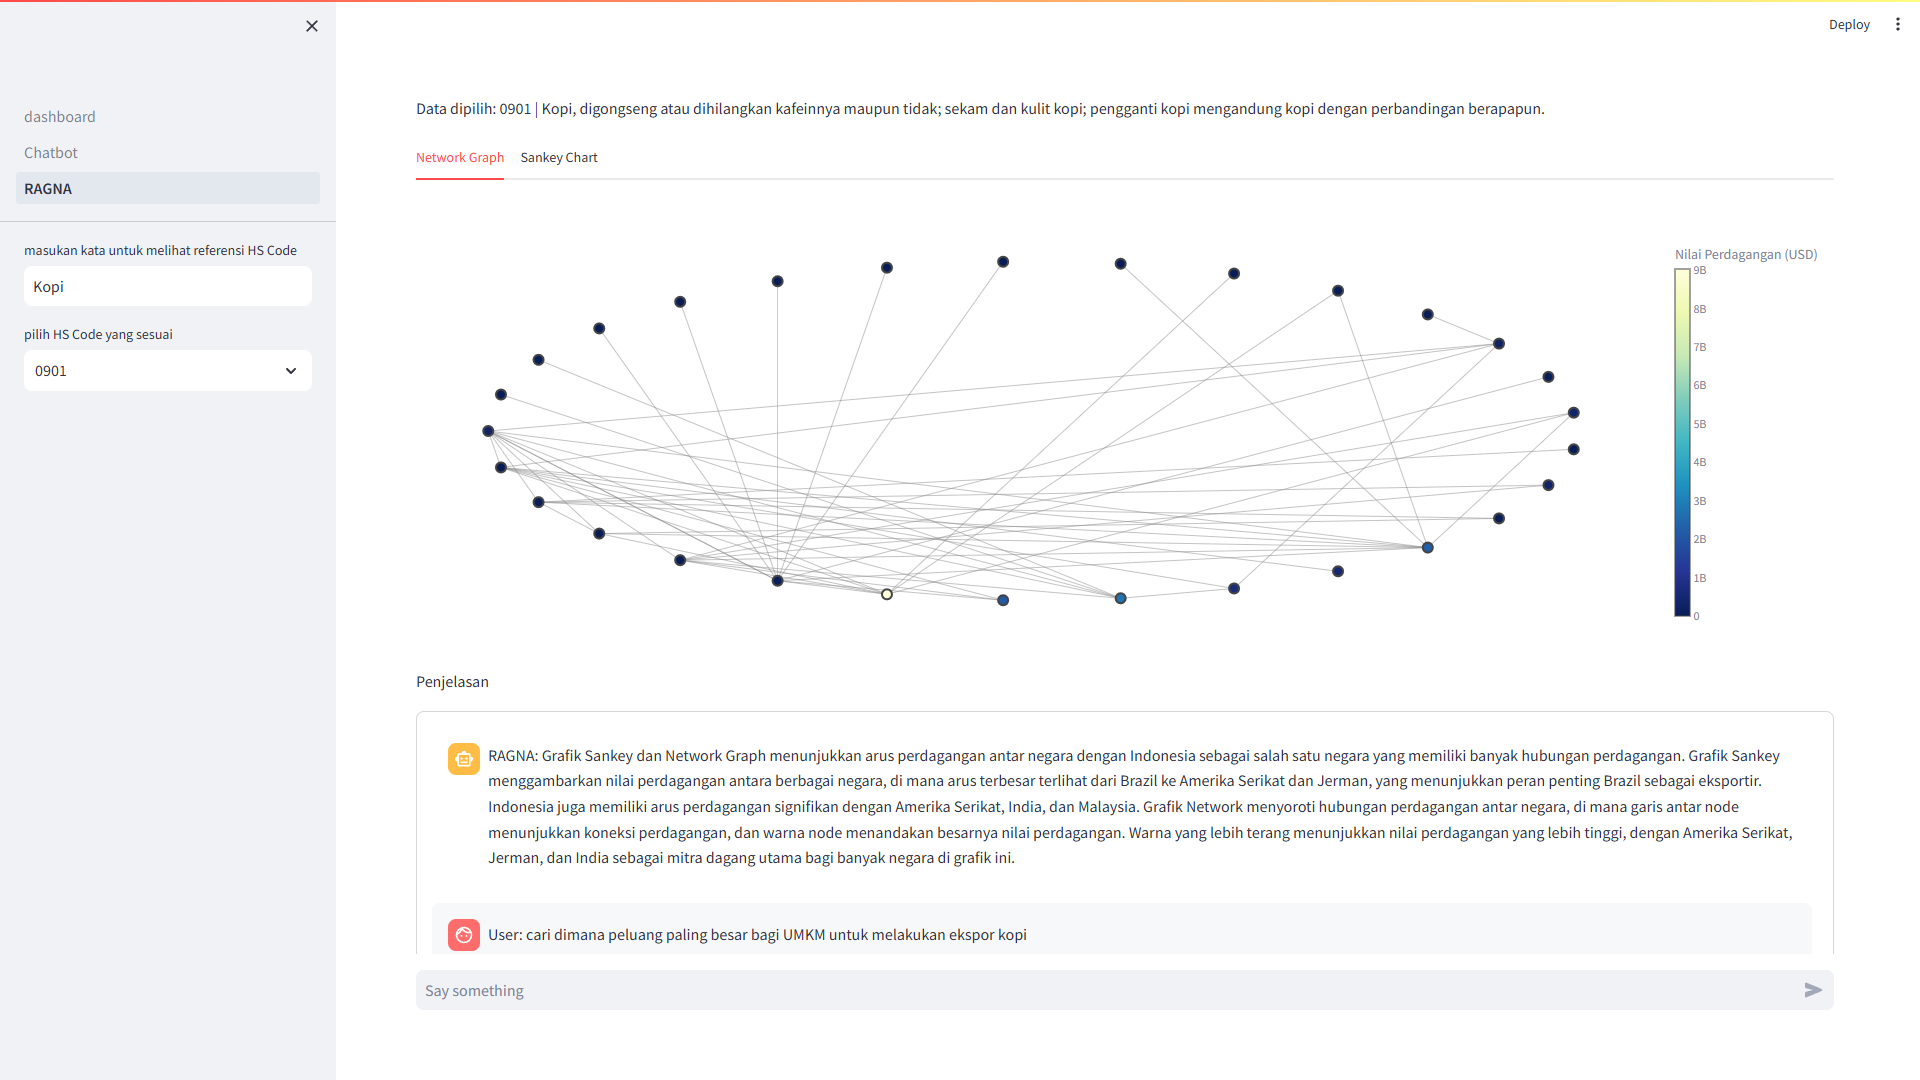 Deploy
dashboard
Chatbot
RAGNA
masukan kata untuk melihat referensi HS Code
Kopi
pilih HS Code yang sesuai
0901
Data dipilih: 0901 | Kopi, digongseng atau dihilangkan kafeinnya maupun tidak; sekam dan kulit kopi; pengganti kopi mengandung kopi dengan perbandingan berapapun.
Network Graph
Sankey Chart
Nilai Perdagangan (USD)
9B
8B
7B
6B
5B
4B
3B
2B
1B
0
Penjelasan
RAGNA: Grafik Sankey dan Network Graph menunjukkan arus perdagangan antar negara dengan Indonesia sebagai salah satu negara yang memiliki banyak hubungan perdagangan. Grafik Sankey
menggambarkan nilai perdagangan antara berbagai negara, di mana arus terbesar terlihat dari Brazil ke Amerika Serikat dan Jerman, yang menunjukkan peran penting Brazil sebagai eksportir.
Indonesia juga memiliki arus perdagangan signifikan dengan Amerika Serikat, India, dan Malaysia. Grafik Network menyoroti hubungan perdagangan antar negara, di mana garis antar node
menunjukkan koneksi perdagangan, dan warna node menandakan besarnya nilai perdagangan. Warna yang lebih terang menunjukkan nilai perdagangan yang lebih tinggi, dengan Amerika Serikat,
Jerman, dan India sebagai mitra dagang utama bagi banyak negara di grafik ini.
User: cari dimana peluang paling besar bagi UMKM untuk melakukan ekspor kopi
Say something